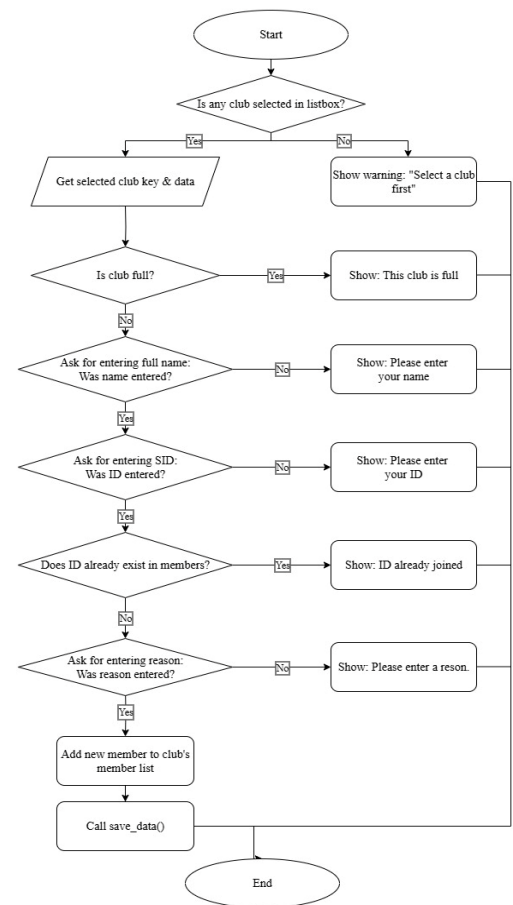 Start
Is any club selected in listbox?
Yes
No
Get selected club key & data
Show warning: "Select a club
first"
Is club full?
Yes
Show: This club is full
No
Ask for entering full name:
Was name entered?
No
Show: Please enter
your name
Yes
Ask for entering SID:
Was ID entered?
No
Show: Please enter
your ID
Yes
Does ID already exist in members?
Yes
Show: ID already joined
No
Ask for entering reason:
Was reason entered?
No
Show: Please enter a reson.
Yes
Add new member to club's
member list
Call save_data()
End